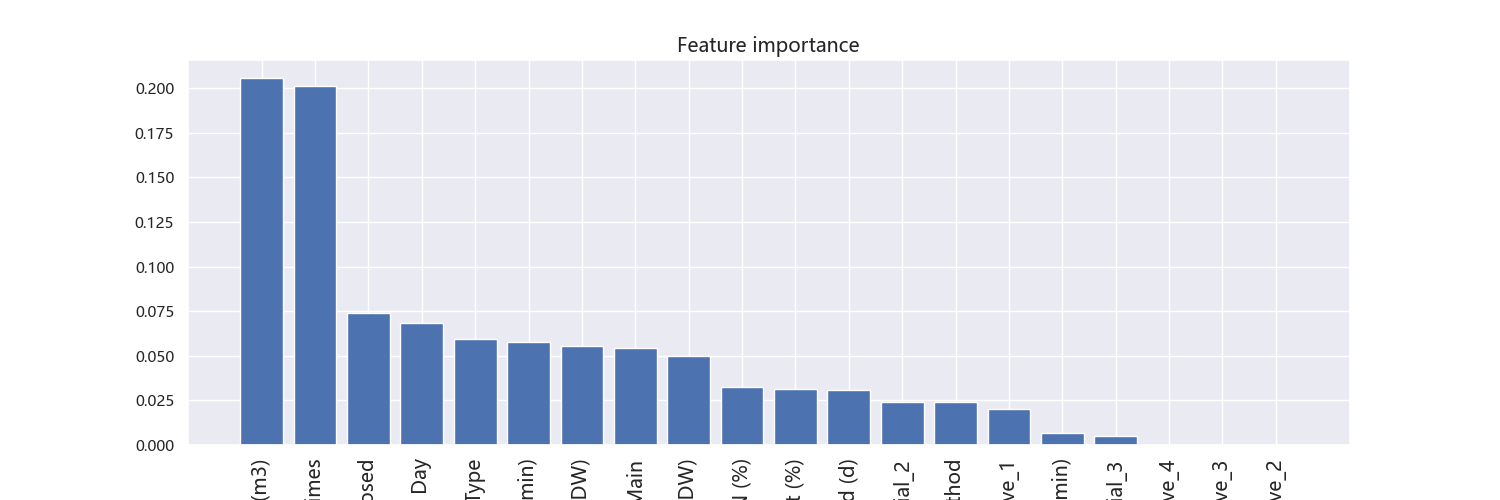 Feature importance
0.200
0.175
0.150
0.125
0.100
0.075
0.050
0.025
0.000
(m3)
imes
osed
Day
Type
min)
DW)
Main
DW)
(%)
t (%)
d (d)
ial_2
thod
ve_1
min)
ial_3
ve_4
ve_3
ve_2